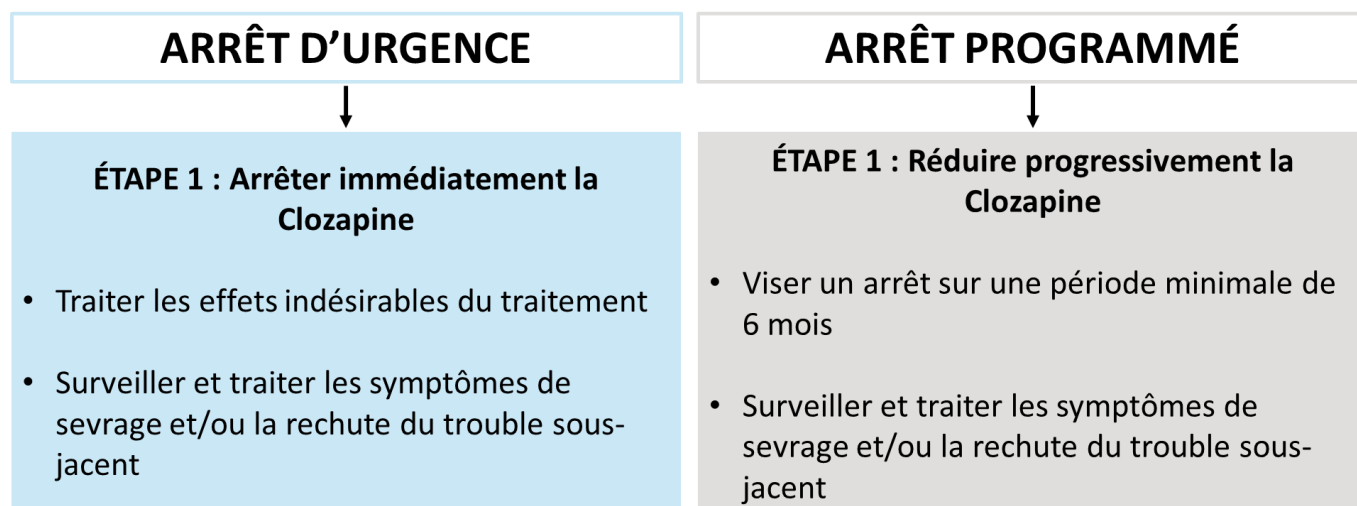 ARRÊT D’URGENCE
ÉTAPE 1 : Arrêter immédiatement la
Clozapine
• Traiter les effets indésirables du traitement
• Surveiller et traiter les symptômes de
sevrage et/ou la rechute du trouble sous-
jacent
ARRÊT PROGRAMMÉ
ÉTAPE 1 : Réduire progressivement la
Clozapine
• Viser un arrêt sur une période minimale de
6 mois
• Surveiller et traiter les symptômes de
sevrage et/ou la rechute du trouble sous-
jacent